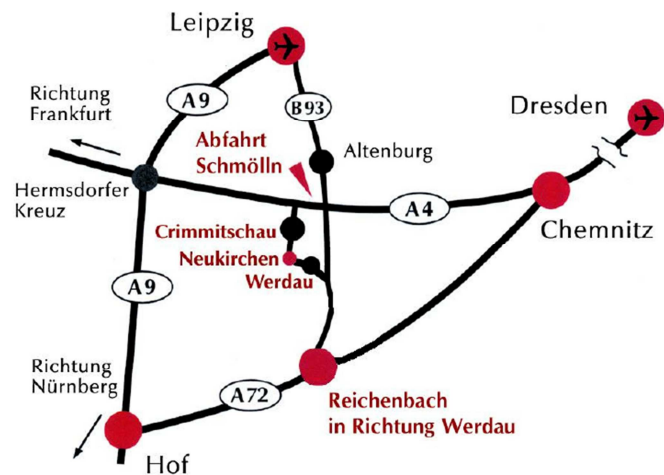 Leipzig
A9
B93
Richtung
Frankfurt
Dresden
Abfahrt
Schmölln
Altenburg
Hermsdorfer
Kreuz
A4
Chemnitz
Crimmitschau
Neukirchen
Werdau
A9
Richtung
Nürnberg
A72
Reichenbach
in Richtung Werdau
Hof